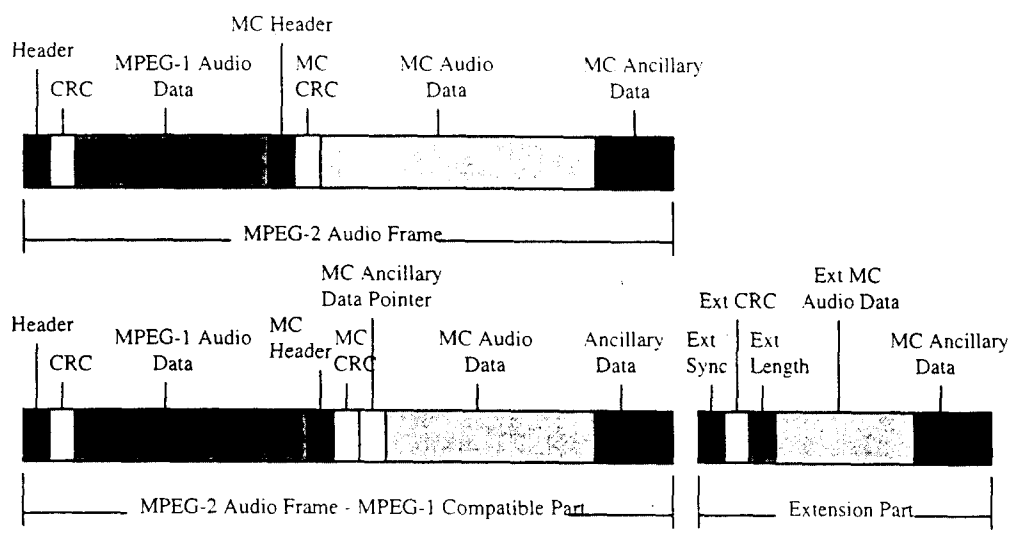 MC Header
Header
MPEG-1 Audio
Data
CRC
MC
CRC
MC Audio
Data
MC Ancillary
Data
MPEG-2 Audio Frame
MC Ancillary
Data Pointer
Header
CRC
MPEG-1 Audio
Data
MC
Header
MC
CRC
MC Audio
Data
Ancillary
Data
Ext MC
Audio Data
Ext CRC
Ext
Sync
Ext
Length
MC Ancillary
Data
MPEG-2 Audio Frame - MPEG-1 Compatible Part
Extension Part